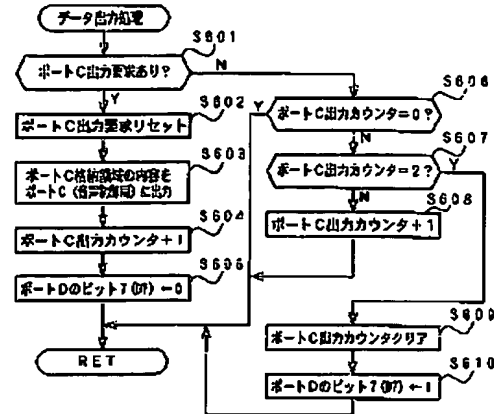 データ出力処理
S601
ポートC出力要求あり?
N
Y
S602
ポートC出力要求リセット
S603
ポートC格納領域の内容を
ポートC(音声制御用)に出力
S604
ポートC出力カウンタ+1
S605
ポートDのビット7(D7)←0
RET
S606
Y
ポートC出力カウンタ=0?
N
S607
ポートC出力カウンタ=2?
Y
N
S608
ポートC出力カウンタ+1
S609
ポートC出力カウンタクリア
S610
ポートDのビット7(D7)←1